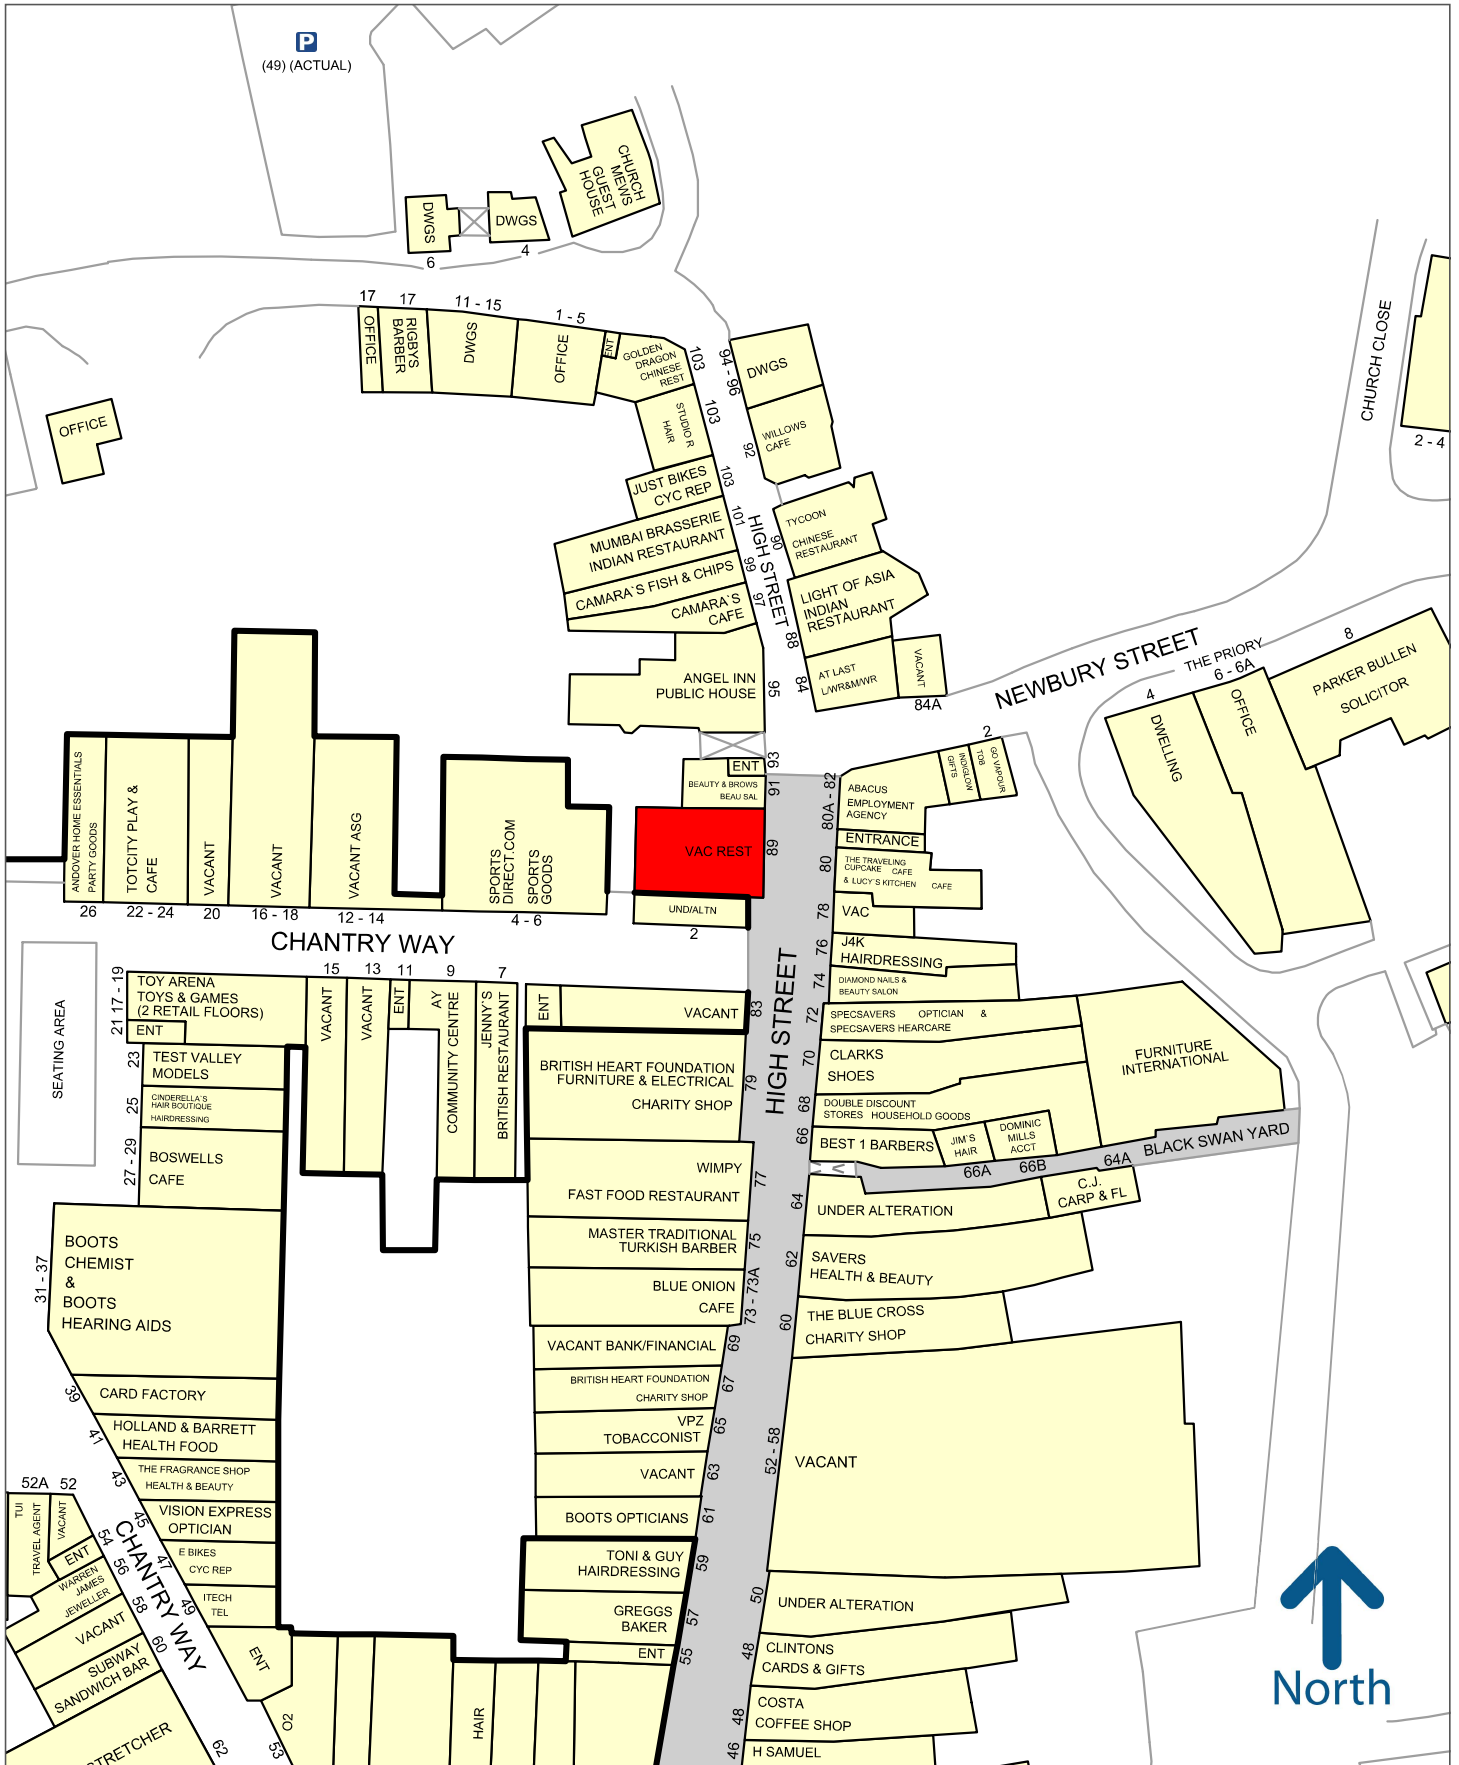 P
(49) (ACTUAL)
CHURCH
MEWS
GUEST
HOUSE
DWGS
DWGS
6
4
17
17
11 - 15
1 - 5
OFFICE
RIGBYS
BARBER
DWGS
OFFICE
ENT
GOLDEN
DRAGON
CHINESE
REST
103
94 - 96
DWGS
CHURCH CLOSE
2 - 4
OFFICE
STUDIO R
HAIR
103
92
WILLOWS
CAFE
JUST BIKES
CYC REP
103
MUMBAI BRASSERIE
INDIAN RESTAURANT
101
HIGH STREET
90
TYCOON
CHINESE
RESTAURANT
CAMARA`S FISH & CHIPS
99
CAMARA`S
CAFE
97
88
LIGHT OF ASIA
INDIAN
RESTAURANT
ANGEL INN
PUBLIC HOUSE
95
84
AT LAST
L/WR&M/WR
VACANT
84A
NEWBURY STREET
THE PRIORY
6 - 6A
8
4
DWELLING
OFFICE
PARKER BULLEN
SOLICITOR
2
93
ENT
BEAUTY & BROWS
BEAU SAL
91
80A - 82
ABACUS
EMPLOYMENT
AGENCY
INDIGLOW
GIFTS
GO VAPOUR
TOB
ANDOVER HOME ESSENTIALS
PARTY GOODS
TOTCITY PLAY &
CAFE
VACANT
VACANT
VACANT ASG
SPORTS
DIRECT.COM
SPORTS
GOODS
VAC REST
89
80
ENTRANCE
THE TRAVELING
CUPCAKE CAFE
& LUCY`S KITCHEN CAFE
UND/ALTN
2
78
VAC
26
22 - 24
20
16 - 18
12 - 14
4 - 6
CHANTRY WAY
76
J4K
HAIRDRESSING
74
DIAMOND NAILS &
BEAUTY SALON
SEATING AREA
21 17 - 19
TOY ARENA
TOYS & GAMES
(2 RETAIL FLOORS)
ENT
15
13
11
9
7
VACANT
VACANT
ENT
AY
COMMUNITY CENTRE
JENNY`S
BRITISH RESTAURANT
ENT
VACANT
83
HIGH STREET
72
SPECSAVERS OPTICIAN &
SPECSAVERS HEARCARE
FURNITURE
INTERNATIONAL
23
TEST VALLEY
MODELS
BRITISH HEART FOUNDATION
FURNITURE & ELECTRICAL
CHARITY SHOP
79
70
CLARKS
SHOES
25
CINDERELLA`S
HAIR BOUTIQUE
HAIRDRESSING
68
DOUBLE DISCOUNT
STORES HOUSEHOLD GOODS
66
BEST 1 BARBERS
JIM`S
HAIR
DOMINIC
MILLS
ACCT
27 - 29
BOSWELLS
CAFE
WIMPY
FAST FOOD RESTAURANT
77
< <
66A
66B
64A
BLACK SWAN YARD
64
UNDER ALTERATION
C.J.
CARP & FL
31 - 37
BOOTS
CHEMIST
&
BOOTS
HEARING AIDS
MASTER TRADITIONAL
TURKISH BARBER
75
62
SAVERS
HEALTH & BEAUTY
BLUE ONION
CAFE
73 - 73A
60
THE BLUE CROSS
CHARITY SHOP
VACANT BANK/FINANCIAL
69
39
CARD FACTORY
BRITISH HEART FOUNDATION
CHARITY SHOP
67
41
HOLLAND & BARRETT
HEALTH FOOD
VPZ
TOBACCONIST
65
52 - 58
VACANT
43
THE FRAGRANCE SHOP
HEALTH & BEAUTY
VACANT
63
52A
52
TUI
TRAVEL AGENT
VACANT
45
VISION EXPRESS
OPTICIAN
BOOTS OPTICIANS
61
54
ENT
CHANTRY WAY
47
E BIKES
CYC REP
TONI & GUY
HAIRDRESSING
59
56
WARREN
JAMES
JEWELLER
49
ITECH
TEL
GREGGS
BAKER
57
50
UNDER ALTERATION
58
VACANT
60
SUBWAY
SANDWICH BAR
ENT
ENT
55
48
CLINTONS
CARDS & GIFTS
North
O2
HAIR
48
COSTA
COFFEE SHOP
STRETCHER
62
53
46
H SAMUEL